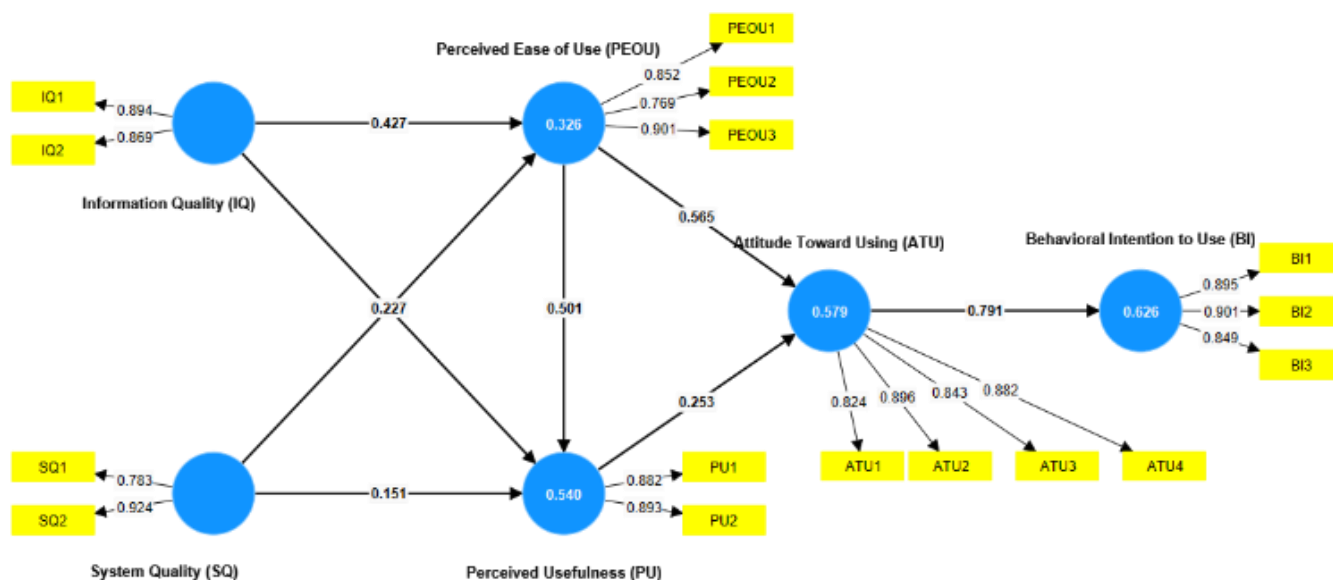 PEOU1
Perceived Ease of Use (PEOU)
0.852
IQ1
PEOU2
0.894
0.769
0.427
0.326
IQ2
0.869
0.901
PEOU3
Information Quality (IQ)
0.565
Attitude Toward Using (ATU)
Behavioral Intention to Use (BI)
BI1
0.895
0.227
0.501
0.579
0.791
0.626
0.901
BI2
0.849
BI3
0.824
0.896
0.843
0.882
0.253
SQ1
0.783
0.882
PU1
ATU1
ATU2
ATU3
ATU4
0.151
0.540
SQ2
0.924
0.893
PU2
System Quality (SQ)
Perceived Usefulness (PU)